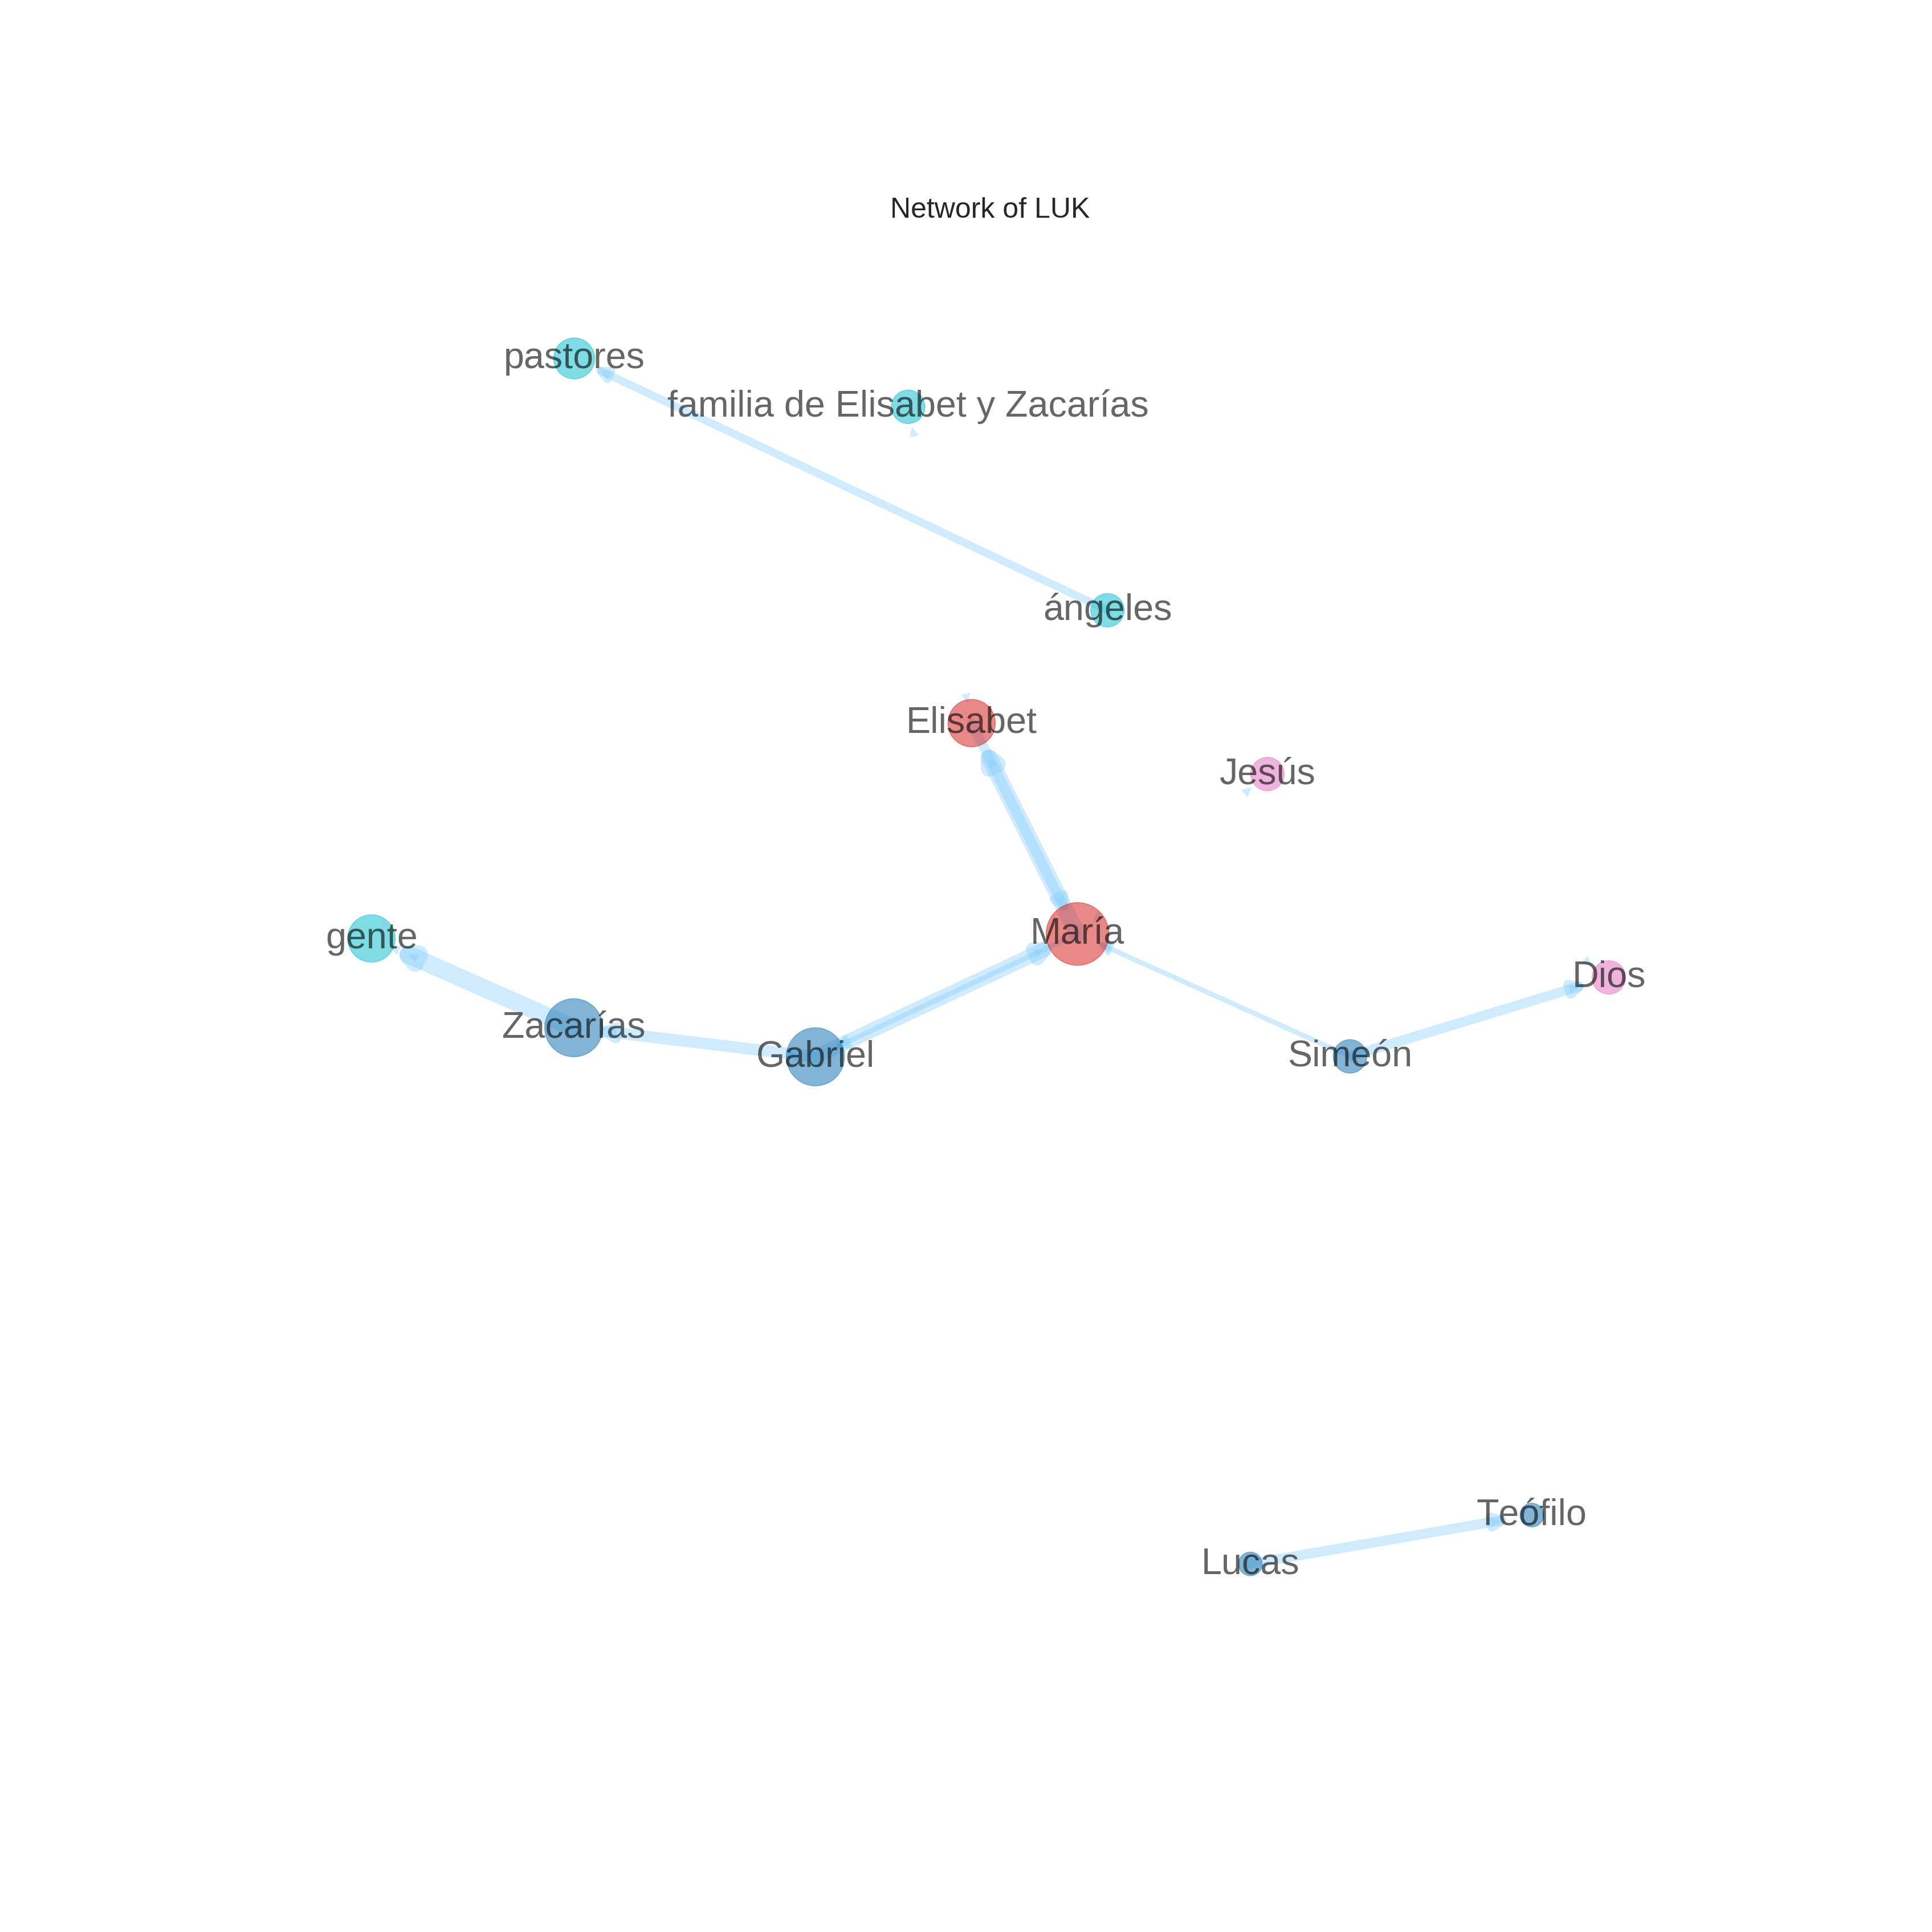 Network of LUK
pastores
familia de Elisabet y Zacarías
ángeles
Elisabet
Jesús
María
gente
Dios
Zacarías
Gabriel
Simeón
Teófilo
Lucas